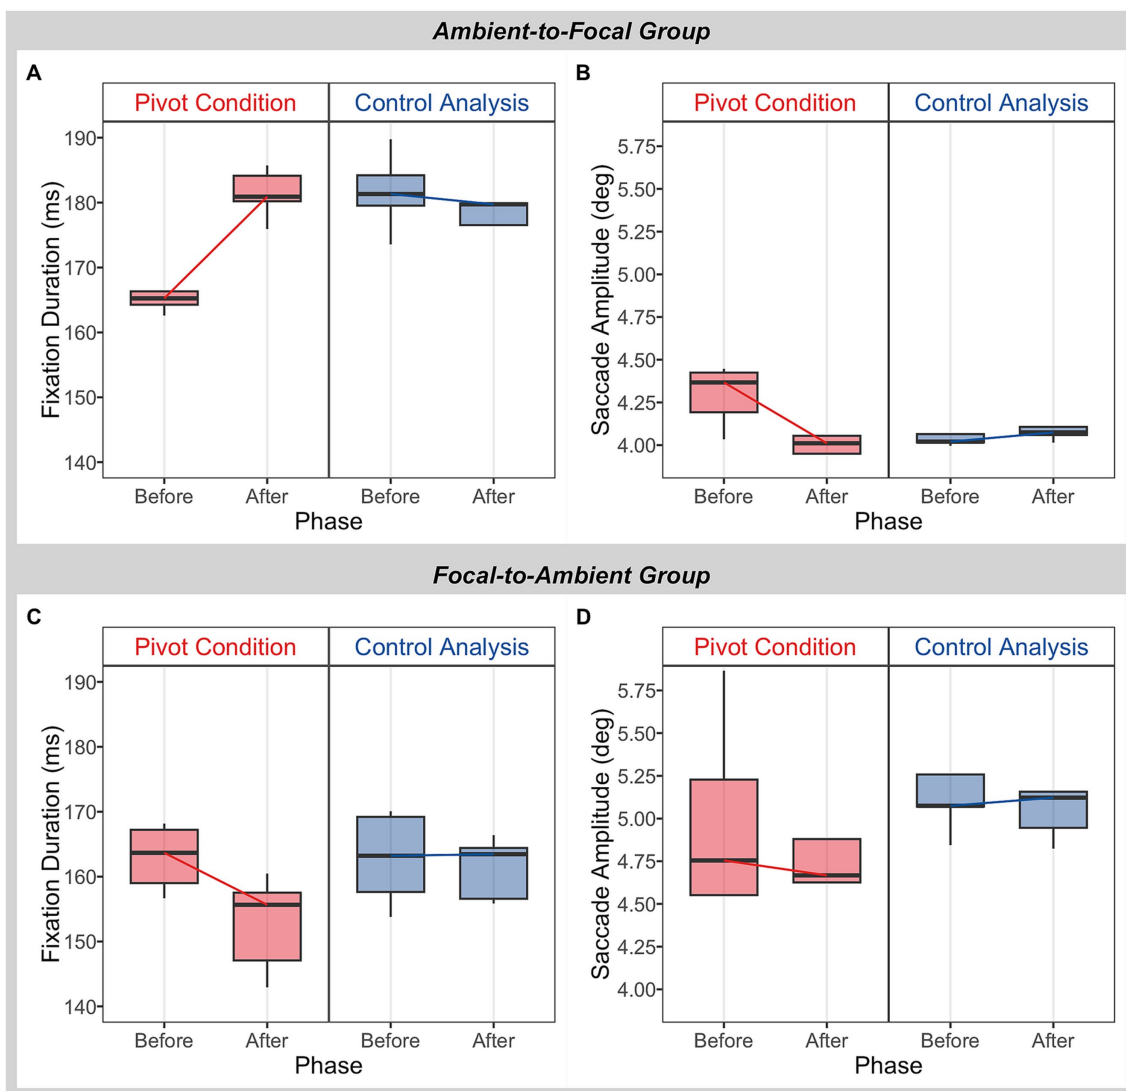 Ambient-to-Focal Group
A
Pivot Condition
Control Analysis
Fixation Duration (ms)
190
180
170
160
150
140
Before
After
Before
After
Phase
B
Pivot Condition
Control Analysis
Saccade Amplitude (deg)
5.75
5.50
5.25
5.00
4.75
4.50
4.25
4.00
Before
After
Before
After
Phase
Focal-to-Ambient Group
C
Pivot Condition
Control Analysis
Fixation Duration (ms)
190
180
170
160
150
140
Before
After
Before
After
Phase
D
Pivot Condition
Control Analysis
Saccade Amplitude (deg)
5.75
5.50
5.25
5.00
4.75
4.50
4.25
4.00
Before
After
Before
After
Phase